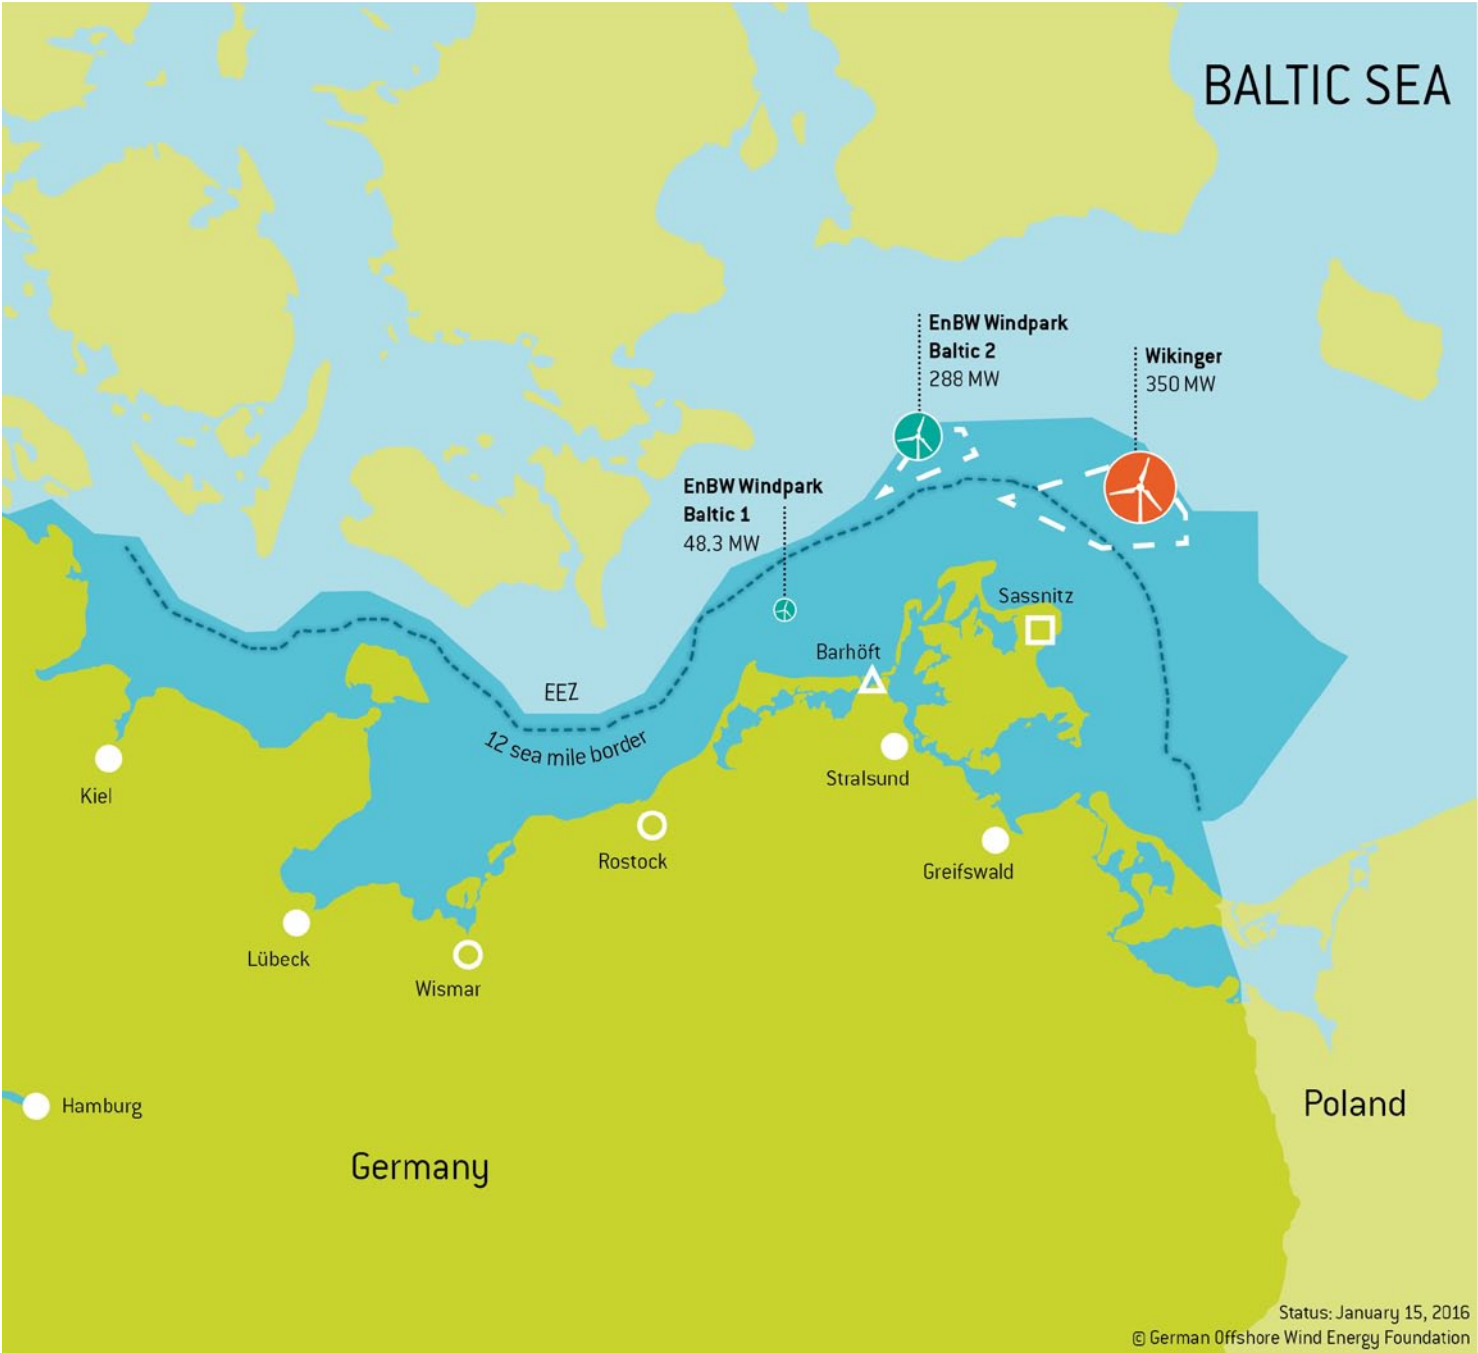 BALTIC SEA
EnBW Windpark
Baltic 2
288 MW
Wikinger
350 MW
EnBW Windpark
Baltic 1
48.3 MW
Sassnitz
Barhöft
EEZ
12 sea mile border
Stralsund
Kiel
Rostock
Greifswald
Lübeck
Wismar
Hamburg
Poland
Germany
Status: January 15, 2016
© German Offshore Wind Energy Foundation